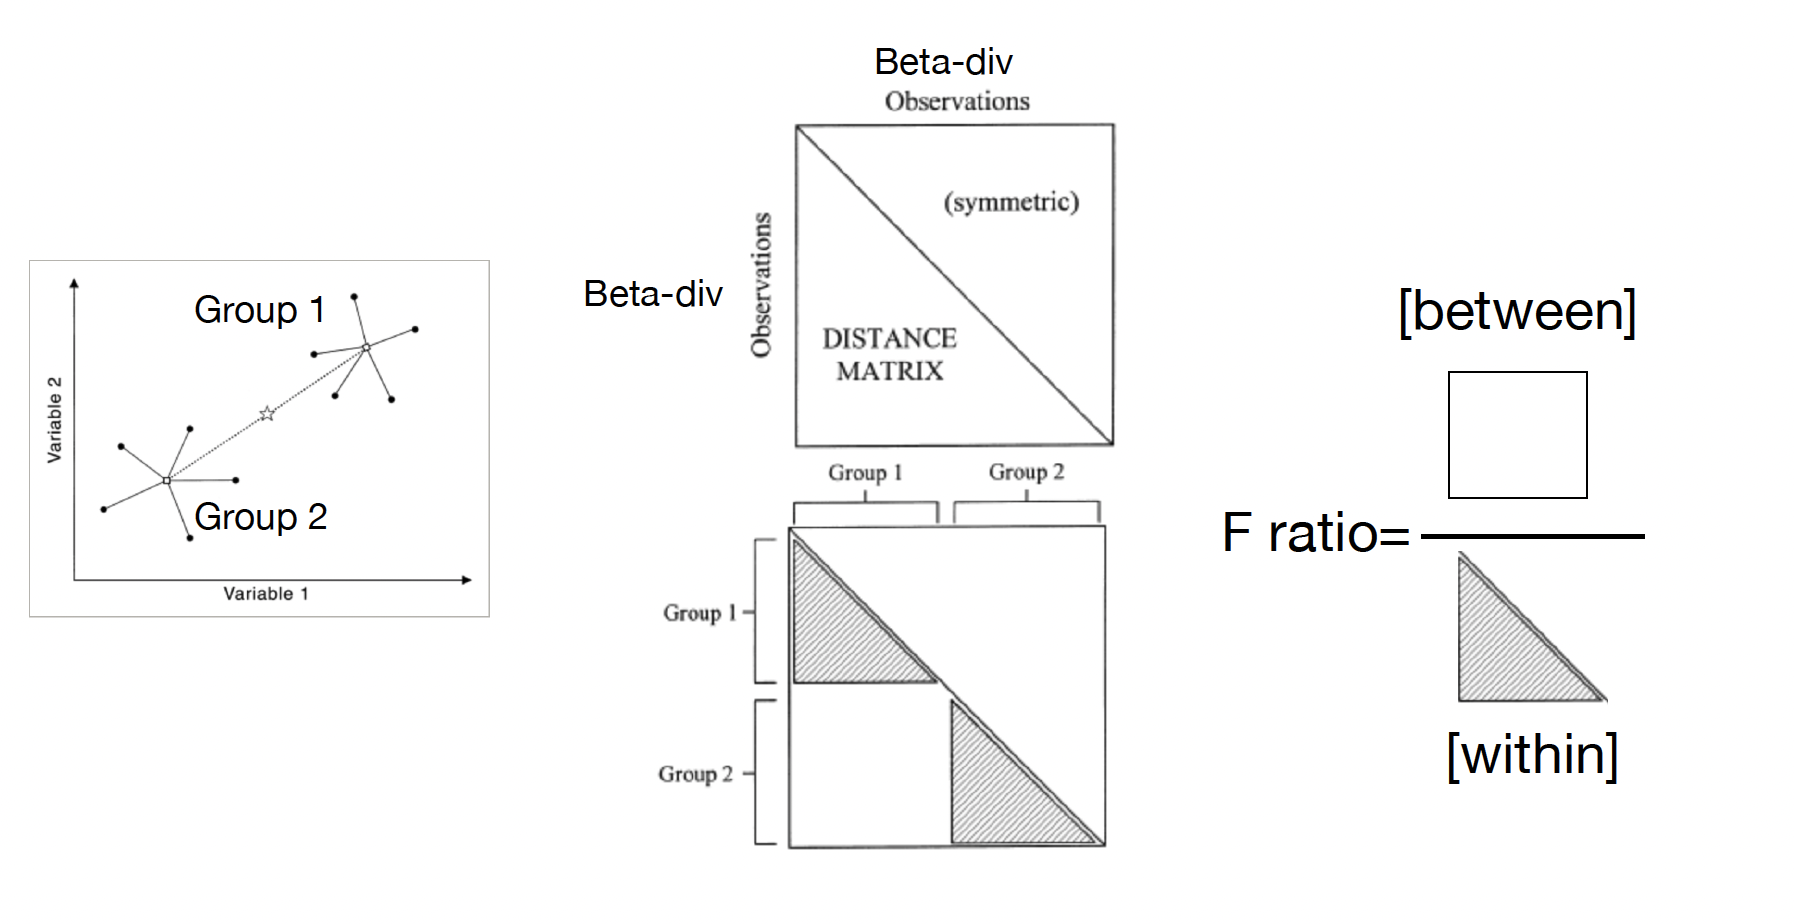 Group 1
Group 2
Variable 2
Variable 1
Beta-div
Observations
Beta-div
Observations
(symmetric)
DISTANCE
MATRIX
Group 1
Group 2
Group 1
Group 2
[between]
F ratio=
[within]